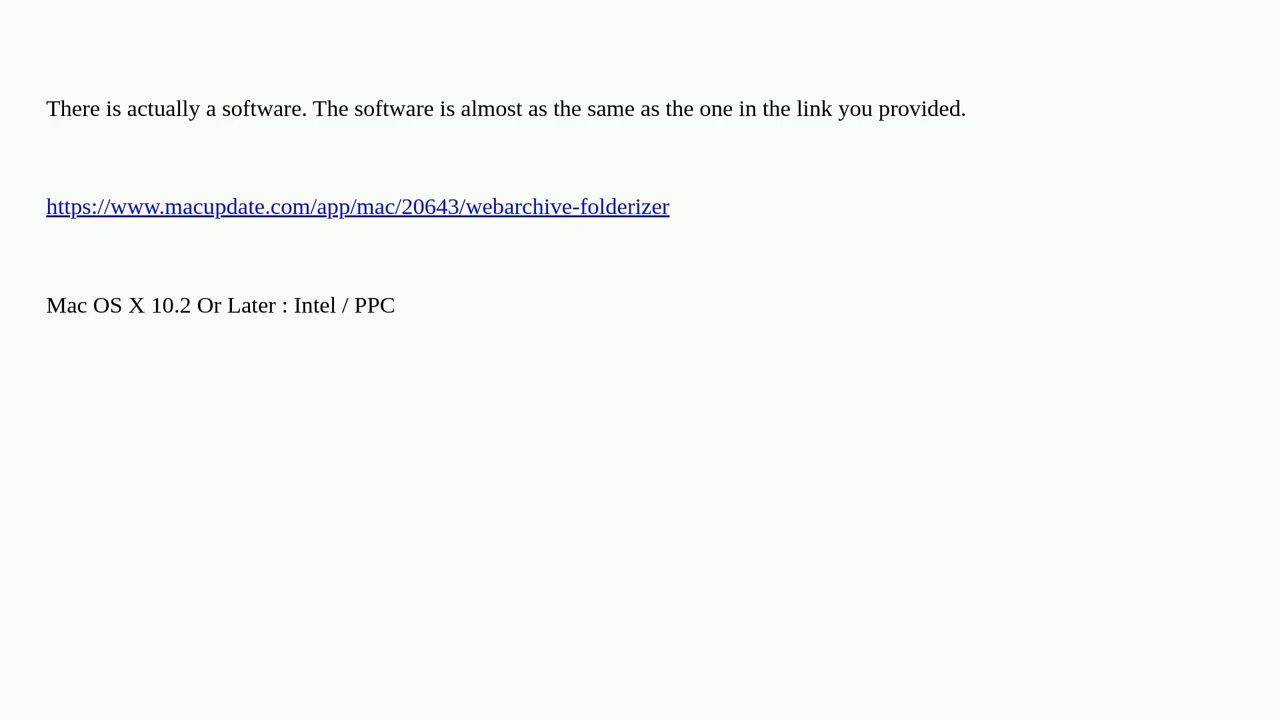 There is actually a software. The software is almost as the same as the one in the link you provided.
https://www.macupdate.com/app/mac/20643/webarchive-folderizer
Mac OS X 10.2 Or Later : Intel / PPC